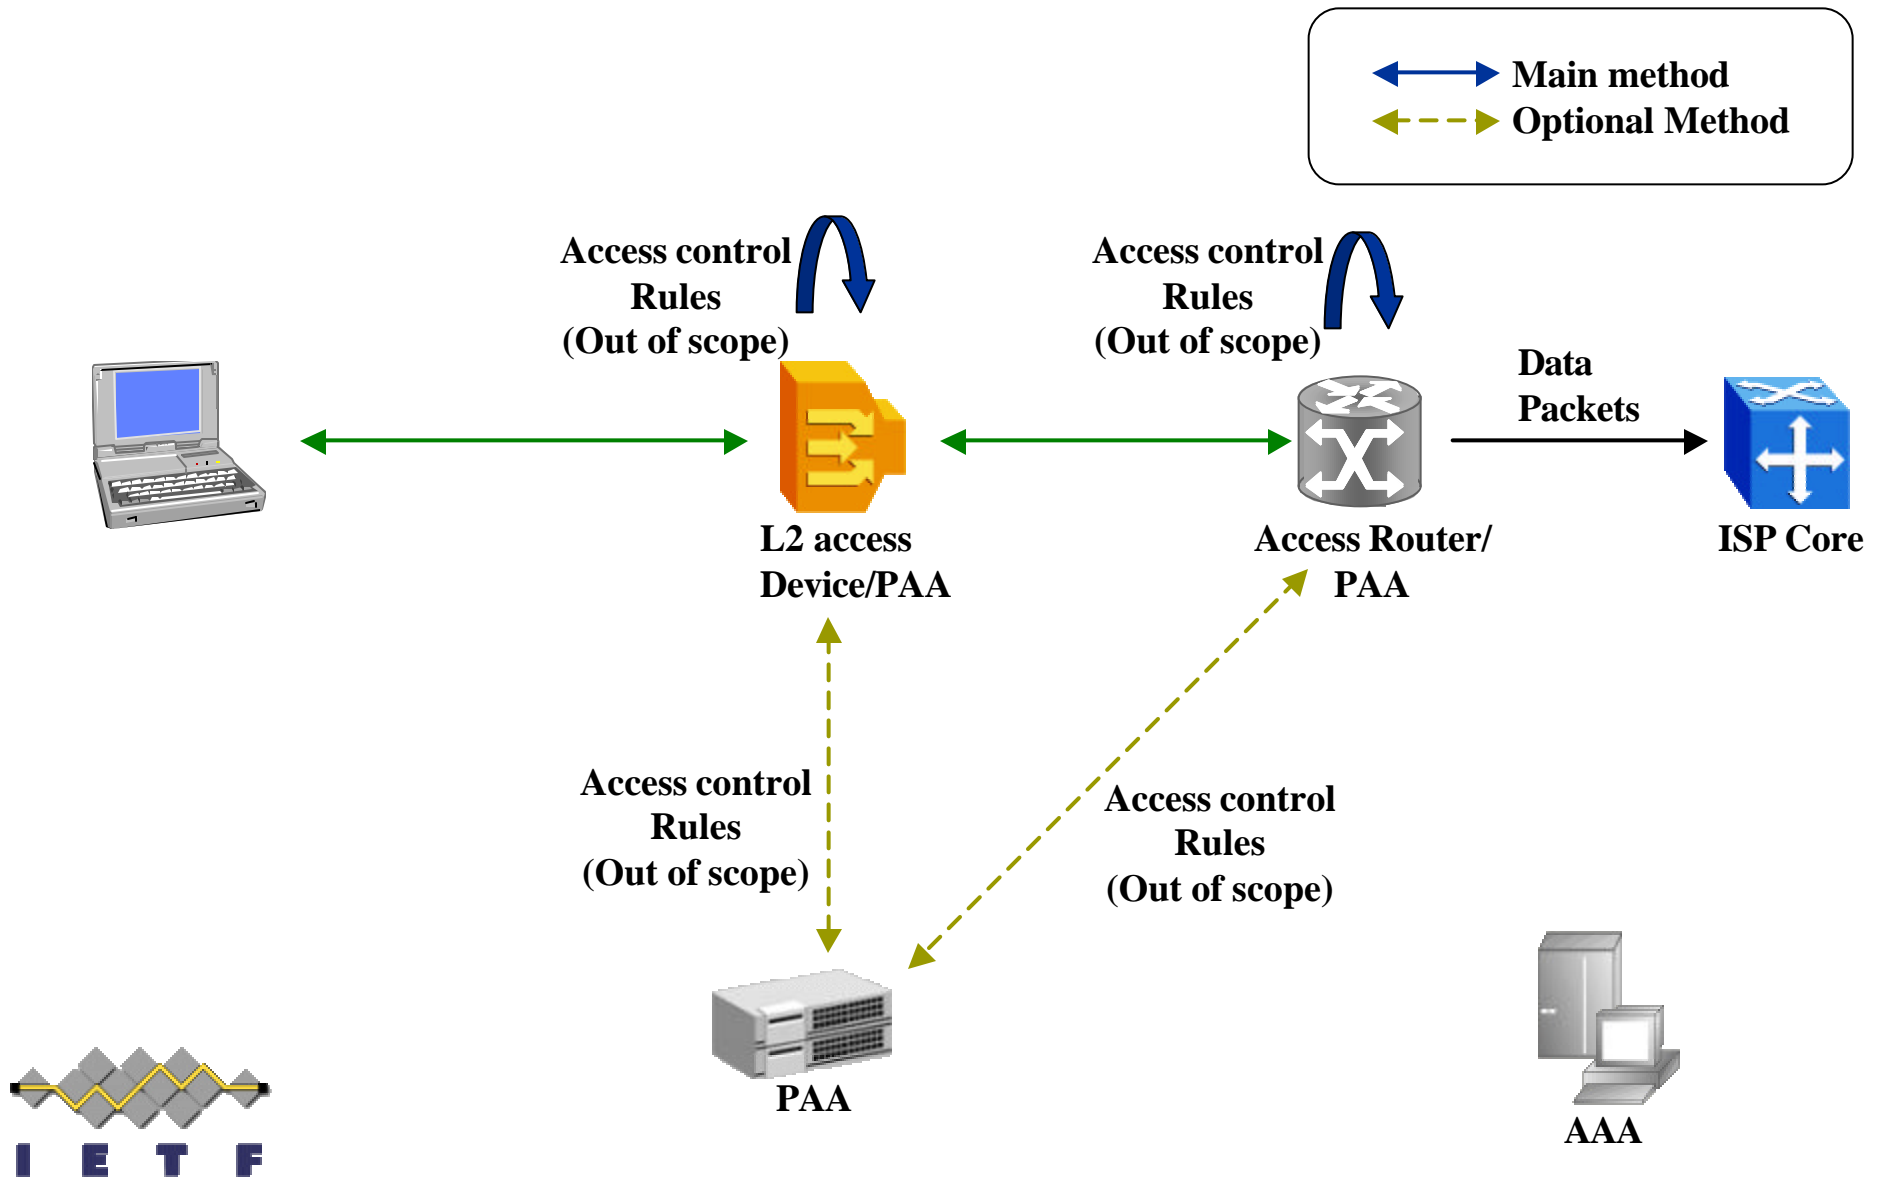 Main method
Optional Method
Access control
Rules
(Out of scope)
Access control
Rules
(Out of scope)
Data
Packets
L2 access
Device/PAA
Access Router/
PAA
ISP Core
Access control
Rules
(Out of scope)
Access control
Rules
(Out of scope)
PAA
AAA
I E T F